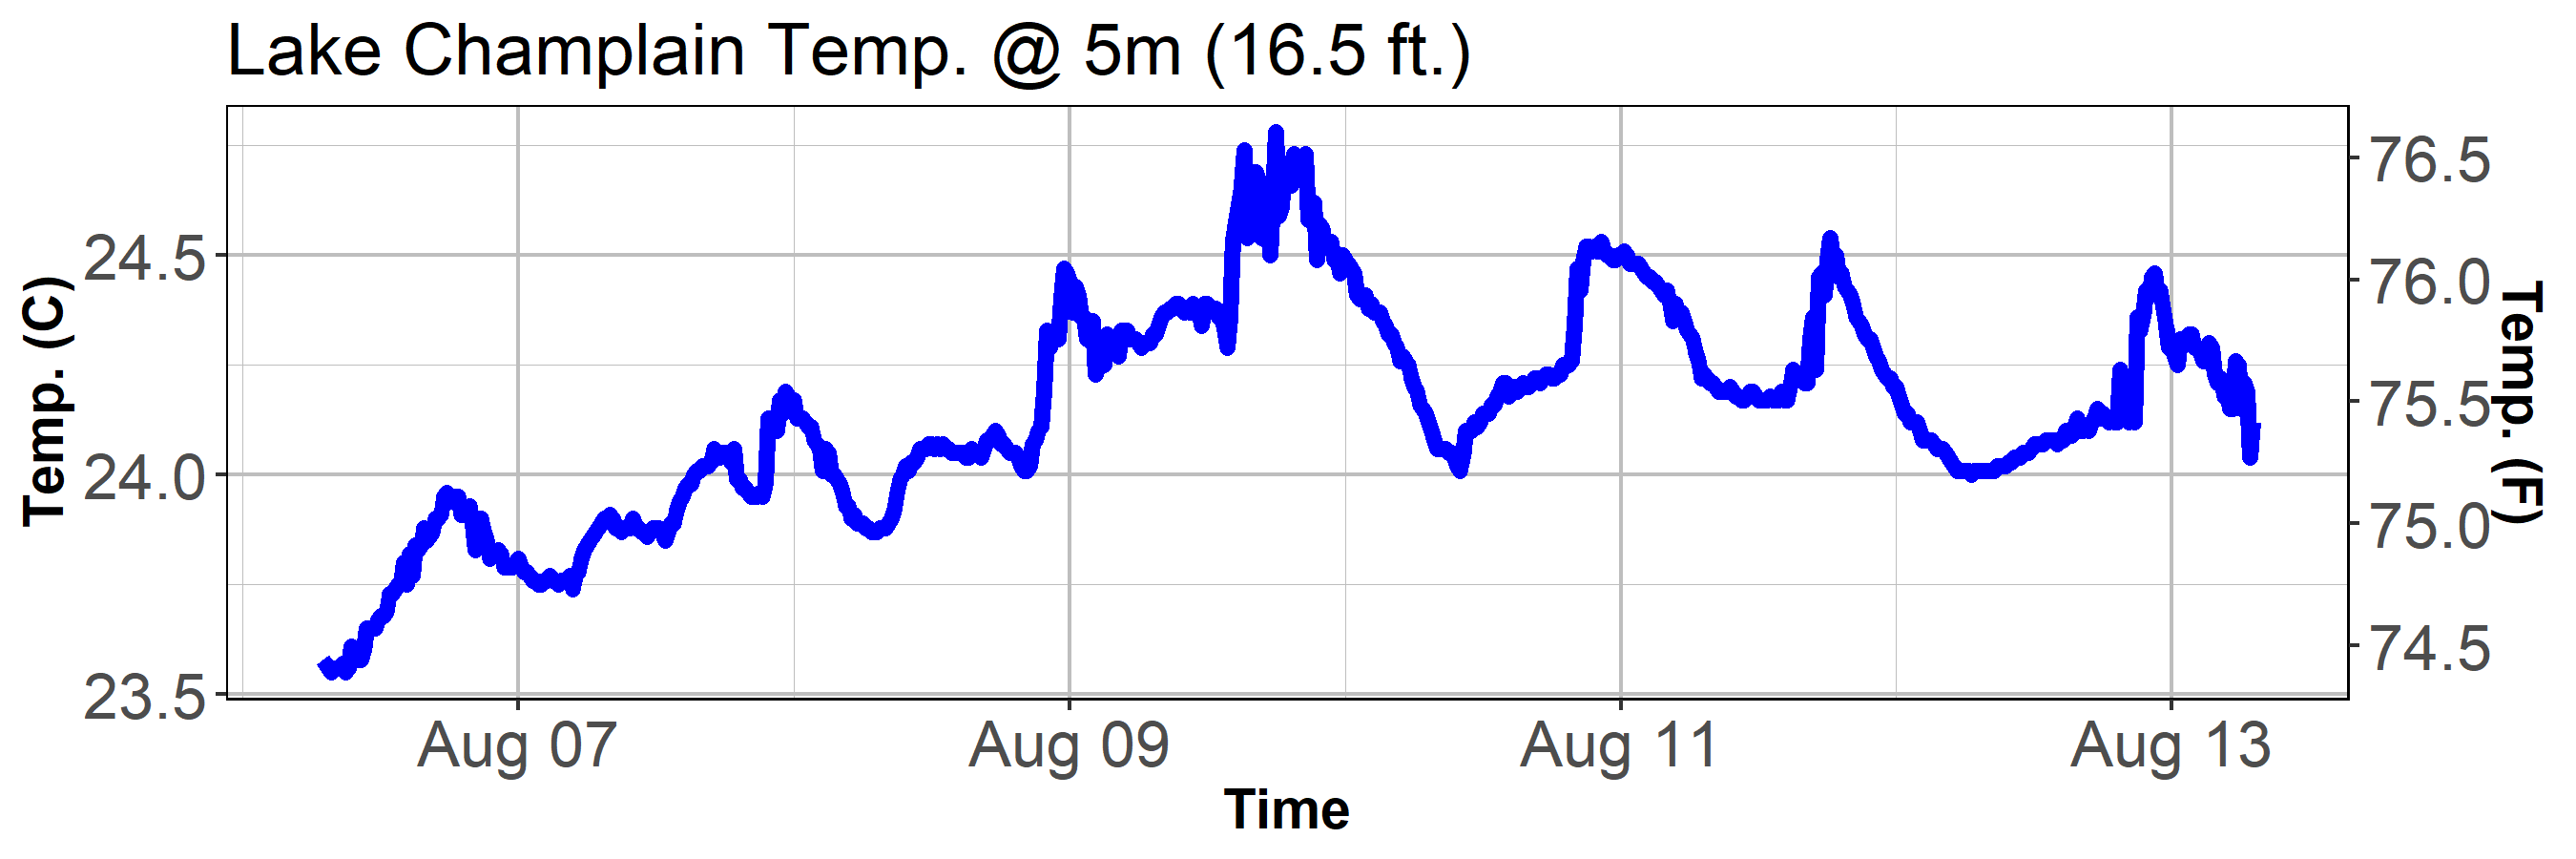 Lake Champlain Temp. @ 5m (16.5 ft.)
Temp. (C)
24.5
24.0
23.5
76.5
76.0
75.5
75.0
74.5
Temp. (F)
Aug 07 Aug 09 Aug 11 Aug 13
Time